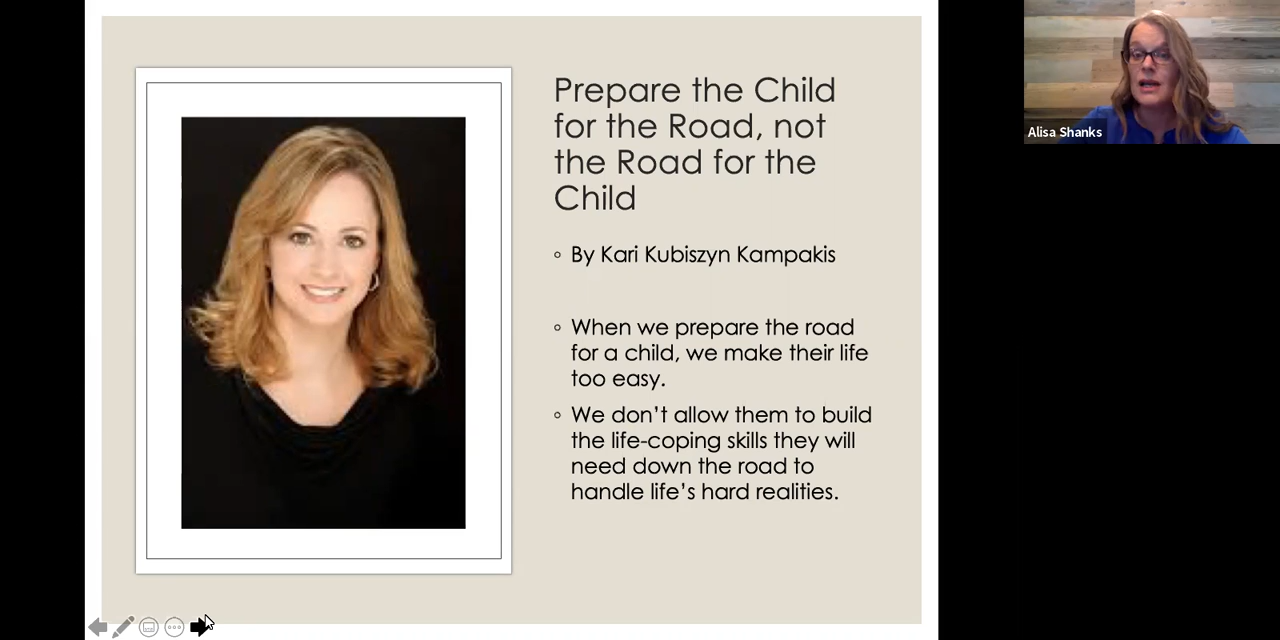 Prepare the Child
for the Road, not
the Road for the
Child
By Kari Kubiszyn Kampakis
When we prepare the road
for a child, we make their life
too easy.
We don't allow them to build
the life-coping skills they will
need down the road to
handle life's hard realities.
Alisa Shanks